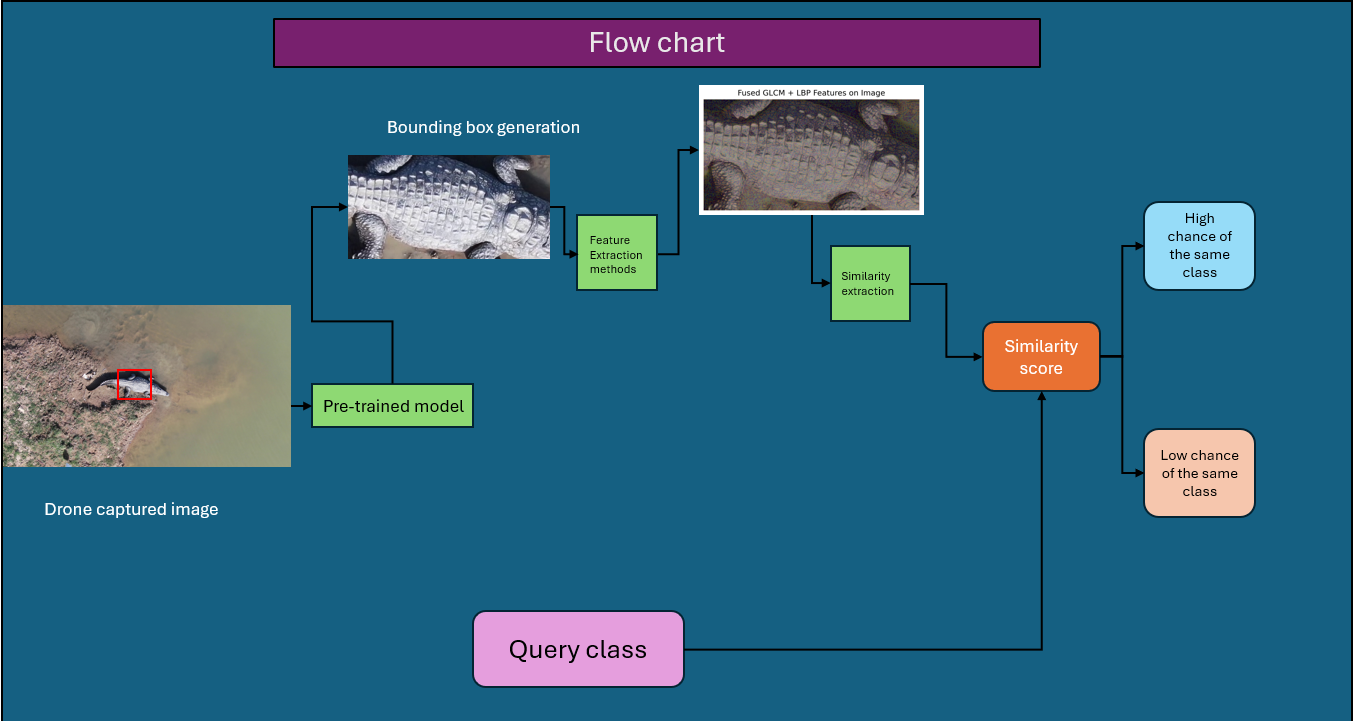 Flow chart
Fused GLCM + LBP Features on Image
Bounding box generation
Feature
Extraction
methods
High
chance of
the same
class
Similarity
extraction
Similarity
score
Pre-trained model
Low chance
of the same
class
Drone captured image
Query class